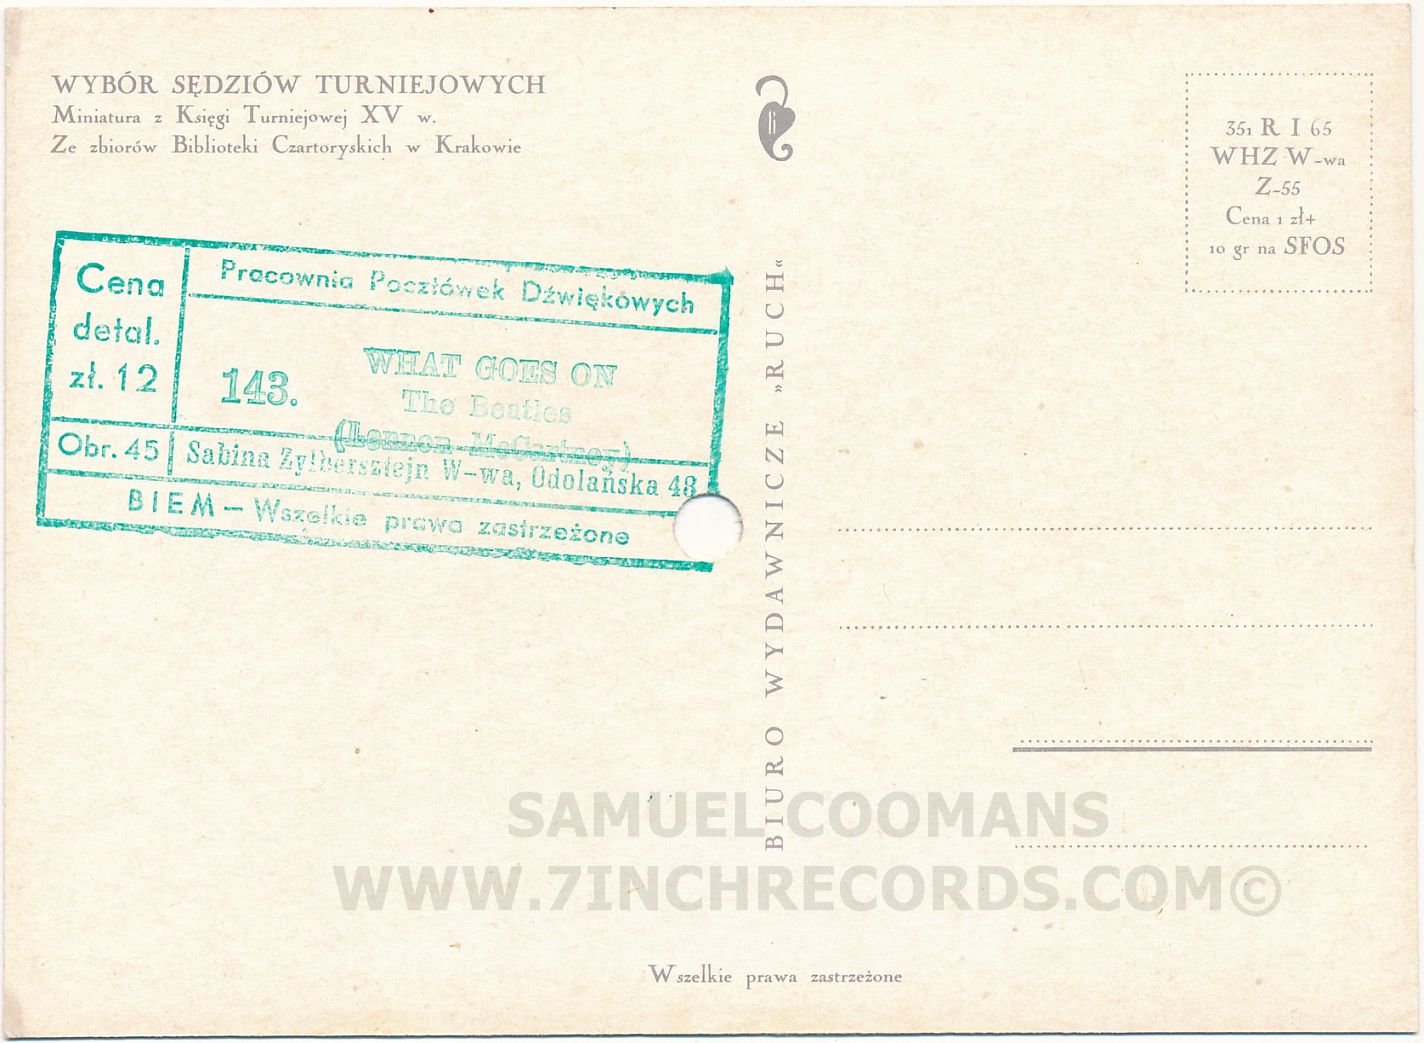 WYBÓR SĘDZIÓW TURNIEJOWYCH
Miniatura z Księgi Turniejowej XV w.
Ze zbiorów Biblioteki Czartoryskich w Krakowie
R
351 R I 65
WHZ W-wa
Z-55
Cena 1 zł+
10 gr na SFOS
Cena
detal.
zł. 12
Pracownia Pocztówek Dźwiękowych
143.
WHAT GOES ON
The Beatles
(Lennon McCartney)
Obr. 45
Sabina Zylbersztejn W-wa, Odolańska 48
BIEM – Wszelkie prawa zastrzeżone
BIURO WYDAWNICZE »RUCH«
SAMUEL COOMANS
WWW.7INCHRECORDS.COM©
Wszelkie prawa zastrzeżone